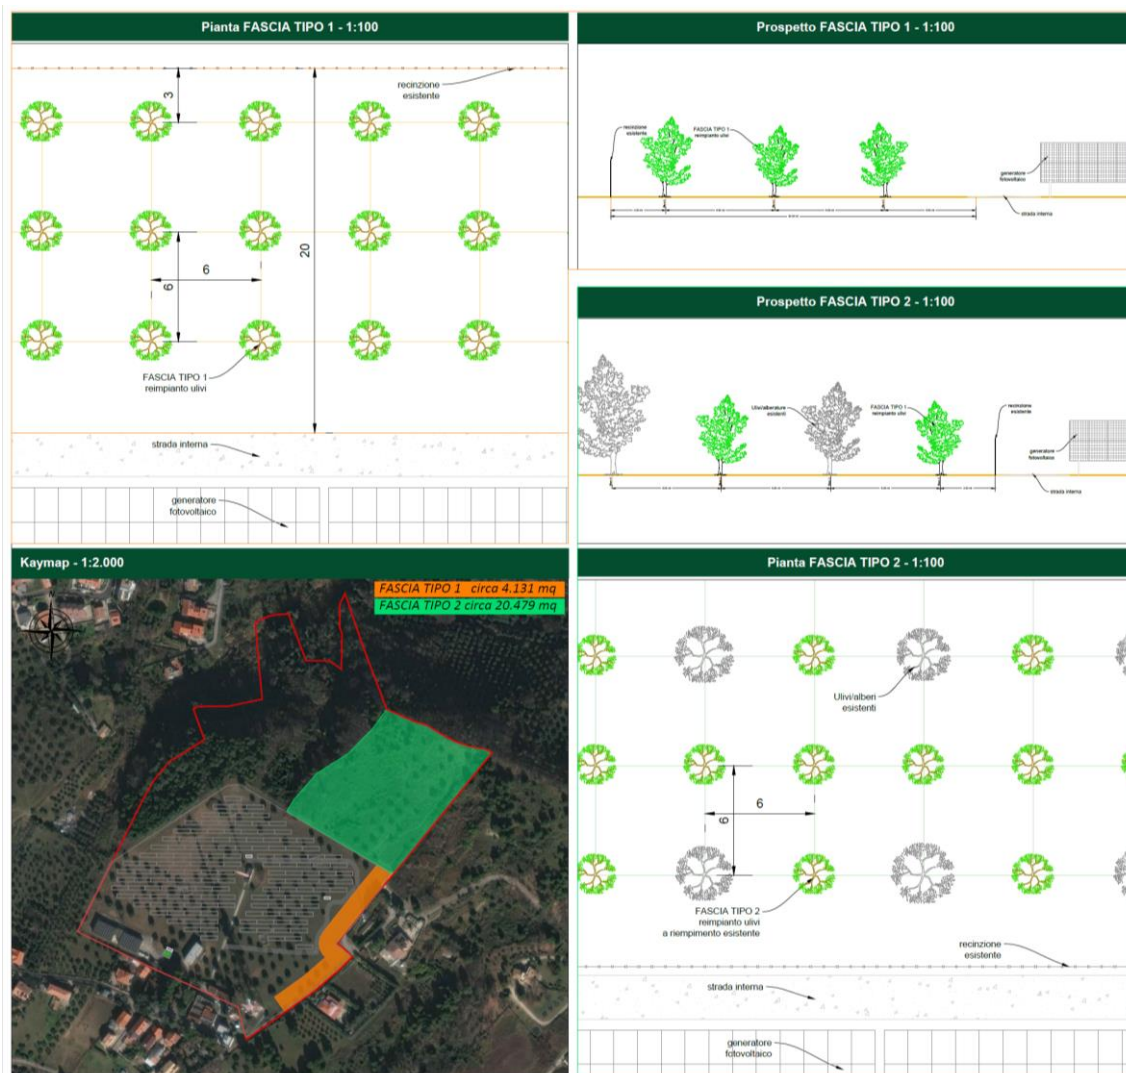 Pianta FASCIA TIPO 1 - 1:100
recinzione
esistente
3
20
6
6
FASCIA TIPO 1
reimpianto ulivi
strada interna
generatore
fotovoltaico
Prospetto FASCIA TIPO 1 - 1:100
recinzione
esistente
FASCIA TIPO 1
reimpianto ulivi
generatore
fotovoltaico
strada interna
Prospetto FASCIA TIPO 2 - 1:100
Ulivi/alberature
esistenti
FASCIA TIPO 1
reimpianto ulivi
recinzione
esistente
generatore
fotovoltaico
strada interna
Kaymap - 1:2.000
FASCIA TIPO 1 circa 4.131 mq
FASCIA TIPO 2 circa 20.479 mq
Pianta FASCIA TIPO 2 - 1:100
Ulivi/alberi
esistenti
6
6
FASCIA TIPO 2
reimpianto ulivi
a riempimento esistente
recinzione
esistente
strada interna
generatore
fotovoltaico